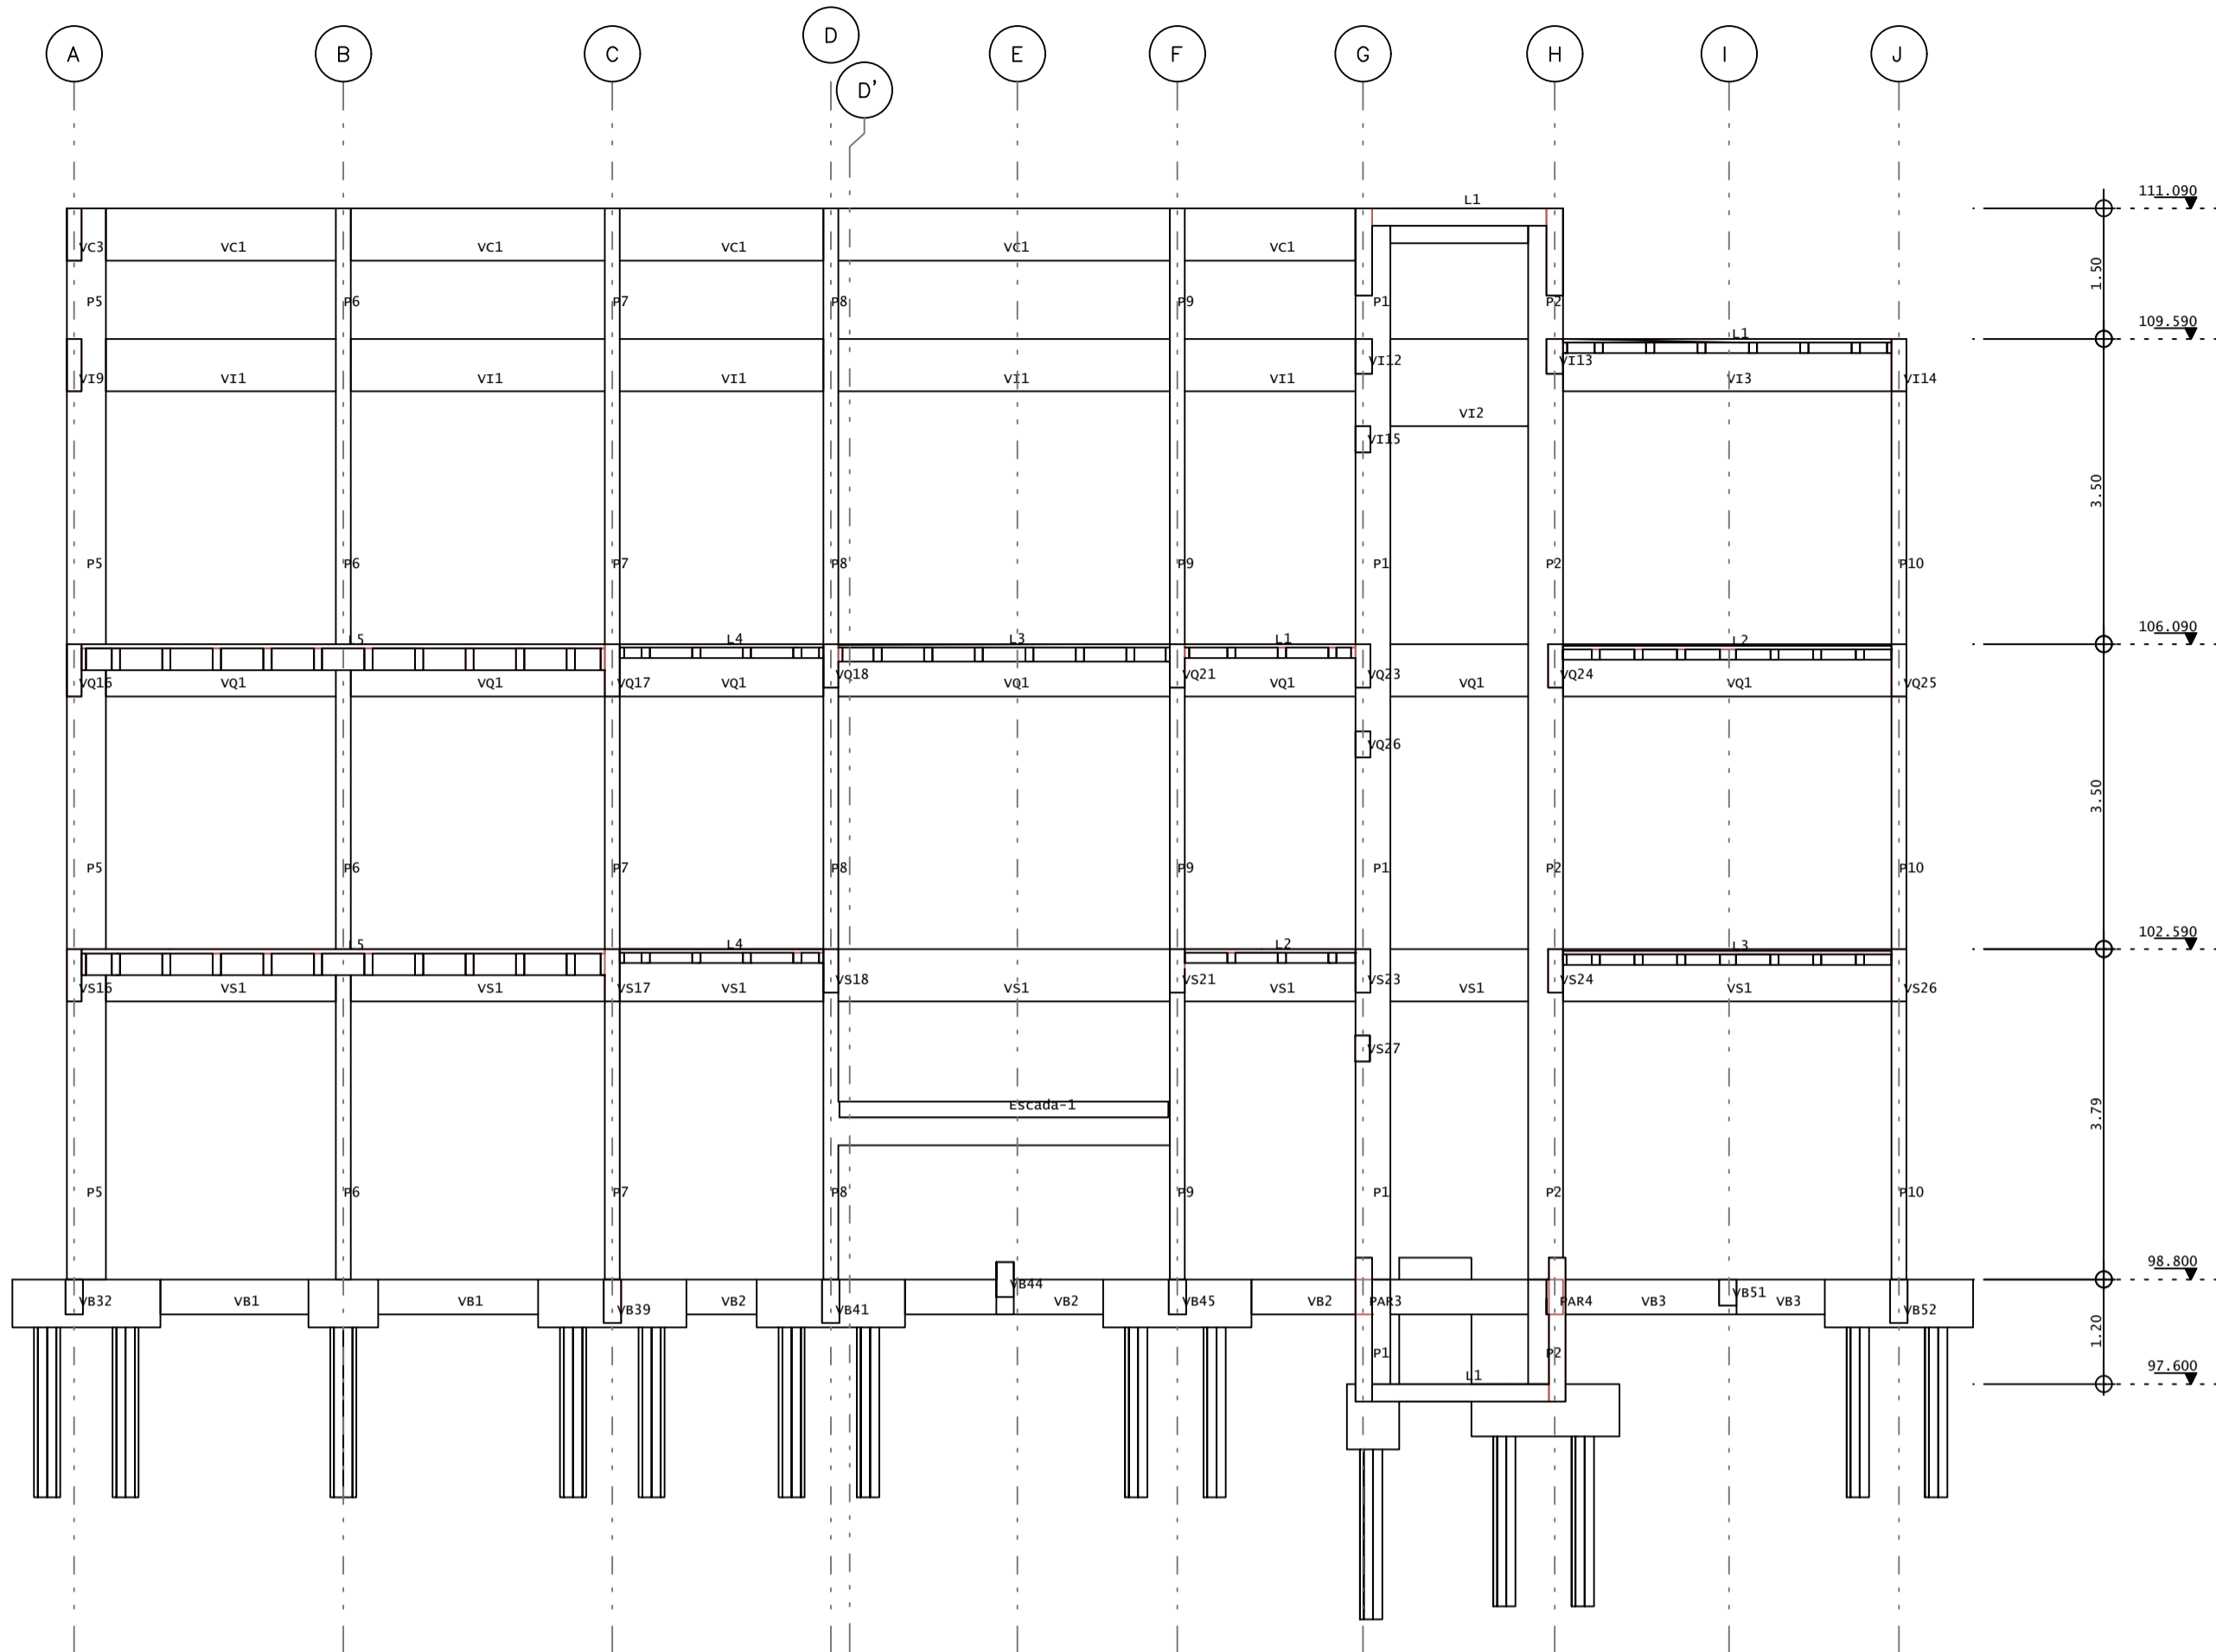 A B C D E F G H I J
D'
111.090
L1
VC3 VC1 VC1 VC1 VC1 VC1
1.50
P5 P6 P7 P8 P9 P1 P2
109.590
L1
VI12 VI13
VI9 VI1 VI1 VI1 VI1 VI1 VI3 VI14
VI2
VI15
3.50
P5 P6 P7 P8 P9 P1 P2 P10
106.090
L5 L4 L3 L1 L2
VQ18 VQ21 VQ23 VQ24
VQ16 VQ1 VQ1 VQ17 VQ1 VQ1 VQ1 VQ1 VQ1 VQ25
VQ26
3.50
P5 P6 P7 P8 P9 P1 P2 P10
102.590
L5 L4 L2 L3
VS18 VS21 VS23 VS24
VS16 VS1 VS1 VS17 VS1 VS1 VS1 VS1 VS1 VS26
VS27
Escada-1
3.79
P5 P6 P7 P8 P9 P1 P2 P10
98.800
VB44
VB51
VB32 VB1 VB1 VB2 VB2 VB45 VB2 PAR3 PAR4 VB3 VB3
VB39 VB41 VB52
1.20
P1 P2
97.600
L1